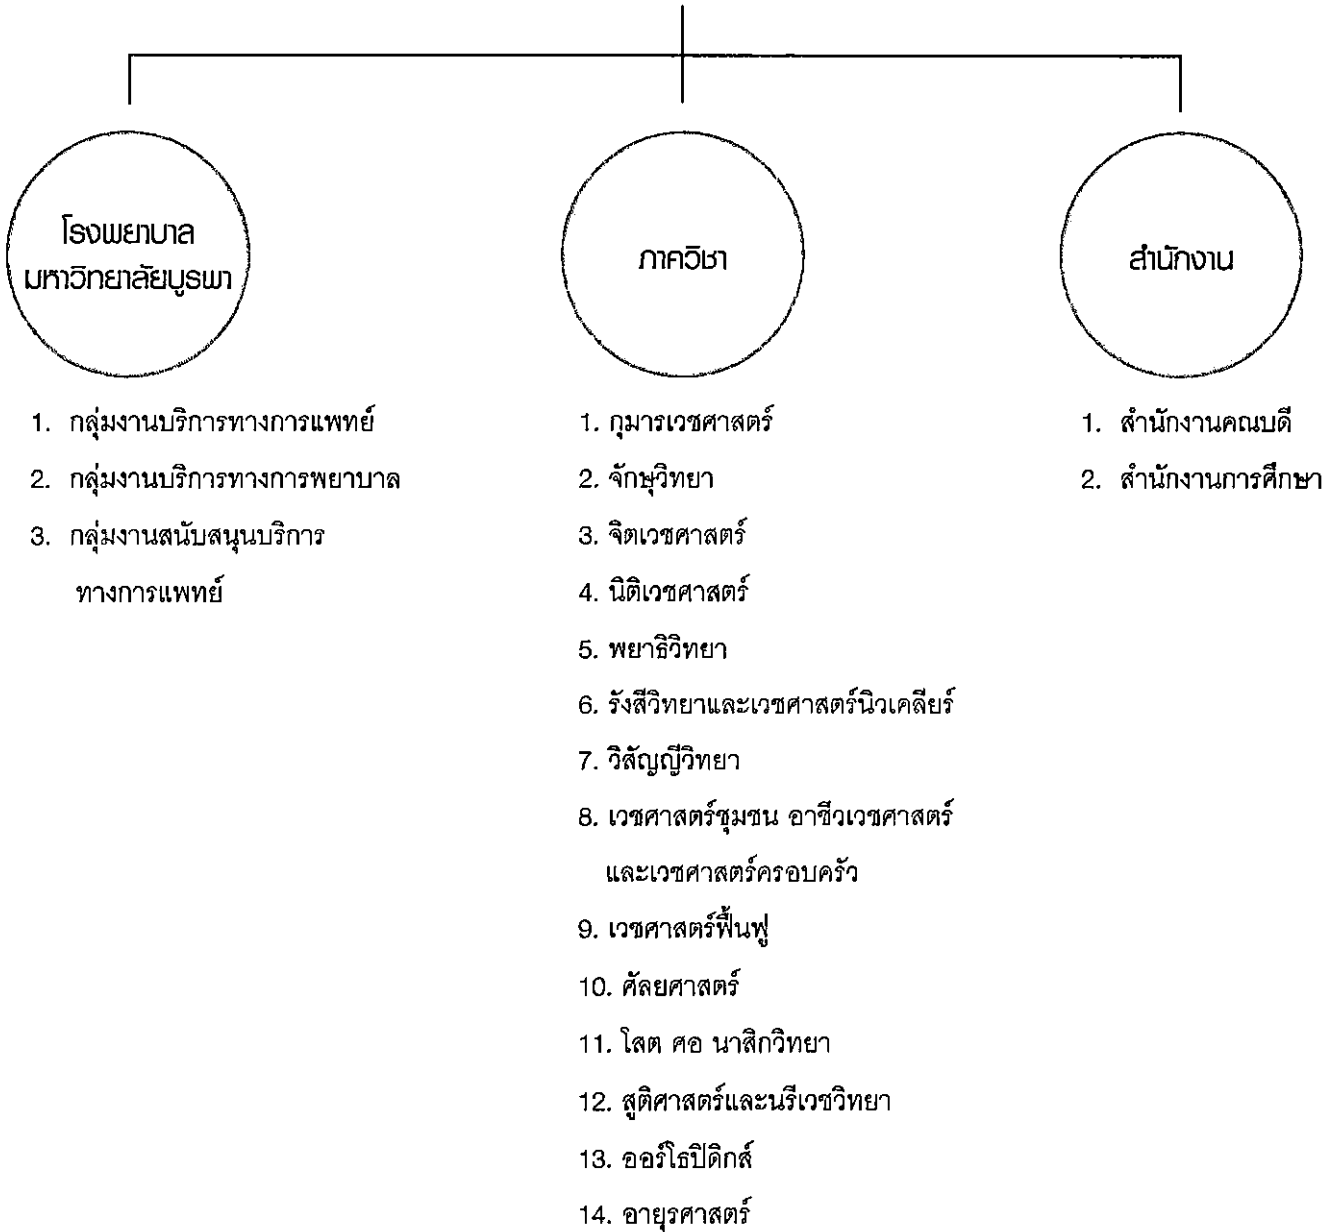 โรงพยาบาล
มหาวิทยาลัยบูรพา
1. กลุ่มงานบริการทางการแพทย์
2. กลุ่มงานบริการทางการพยาบาล
3. กลุ่มงานสนับสนุนบริการ
ทางการแพทย์
ภาควิชา
1. กุมารเวชศาสตร์
2. จักษุวิทยา
3. จิตเวชศาสตร์
4. นิติเวชศาสตร์
5. พยาธิวิทยา
6. รังสีวิทยาและเวชศาสตร์นิวเคลียร์
7. วิสัญญีวิทยา
8. เวชศาสตร์ชุมชน อาชีวเวชศาสตร์
และเวชศาสตร์ครอบครัว
9. เวชศาสตร์ฟื้นฟู
10. ศัลยศาสตร์
11. โสต ศอ นาสิกวิทยา
12. สูติศาสตร์และนรีเวชวิทยา
13. ออร์โธปิดิกส์
14. อายุรศาสตร์
สำนักงาน
1. สำนักงานคณบดี
2. สำนักงานการศึกษา